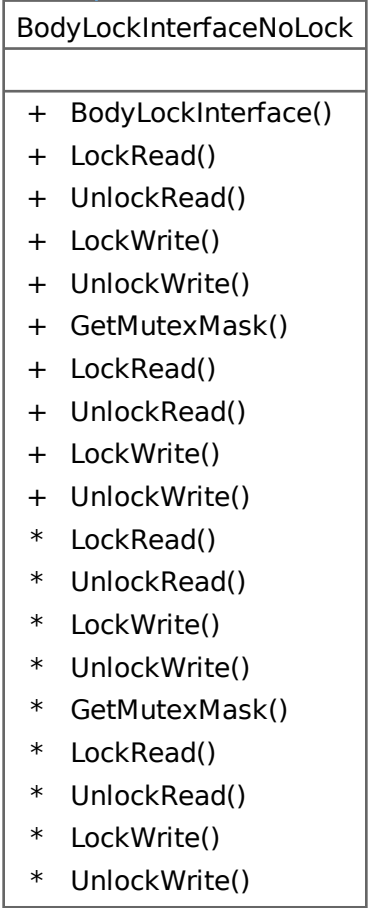 BodyLockInterfaceNoLock
+ BodyLockInterface()
+ LockRead()
+ UnlockRead()
+ LockWrite()
+ UnlockWrite()
+ GetMutexMask()
+ LockRead()
+ UnlockRead()
+ LockWrite()
+ UnlockWrite()
* LockRead()
* UnlockRead()
* LockWrite()
* UnlockWrite()
* GetMutexMask()
* LockRead()
* UnlockRead()
* LockWrite()
* UnlockWrite()